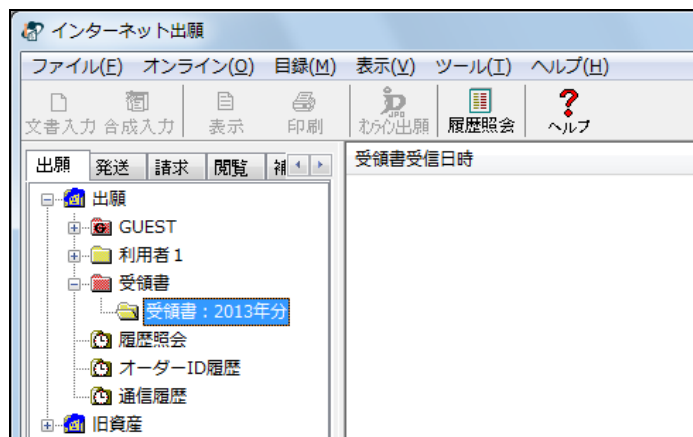 インターネット出願
ファイル(F) オンライン(O) 目録(M) 表示(V) ツール(T) ヘルプ(H)
文書入力 合成入力 表示 印刷 オンライン出願 履歴照会 ヘルプ
出願 発送 請求 閲覧 補
受領書受信日時
出願
GUEST
利用者1
受領書
受領書:2013年分
履歴照会
オーダーID履歴
通信履歴
旧資産